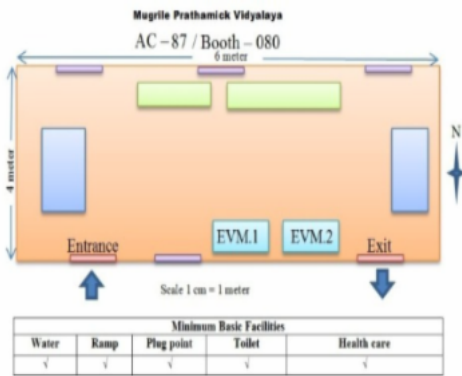 Mugrile Prathamick Vidyalaya
AC – 87 / Booth – 080
6 meter
4 meter
N
EVM.1 EVM.2
Entrance Exit
Scale 1 cm = 1 meter
Minimum Basic Facilities
Water Ramp Plug point Toilet Health care
√ √ √ √ √